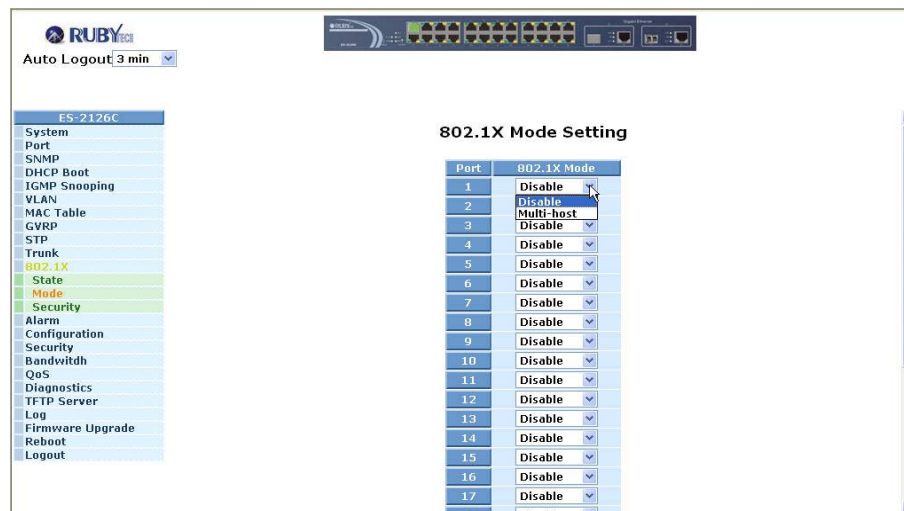 RUBYTECH
Auto Logout 3 min
ES-2126C
System
Port
SNMP
DHCP Boot
IGMP Snooping
VLAN
MAC Table
GVRP
STP
Trunk
802.1X
State
Mode
Security
Alarm
Configuration
Security
Bandwitdh
QoS
Diagnostics
TFTP Server
Log
Firmware Upgrade
Reboot
Logout
802.1X Mode Setting
Port 802.1X Mode
1 Disable
Disable
2
Multi-host
3 Disable
4 Disable
5 Disable
6 Disable
7 Disable
8 Disable
9 Disable
10 Disable
11 Disable
12 Disable
13 Disable
14 Disable
15 Disable
16 Disable
17 Disable